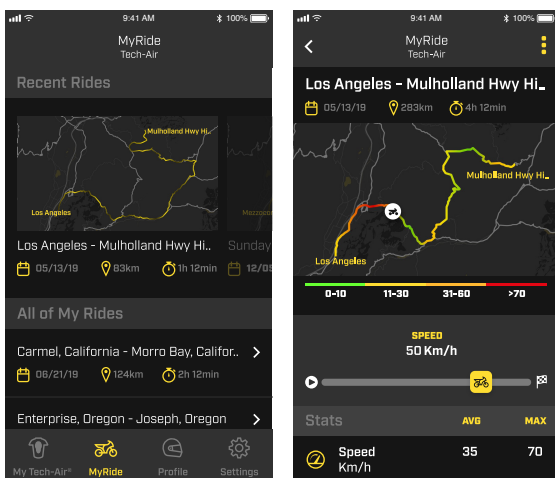 9:41 AM
100%
MyRide
Tech-Air
Recent Rides
Mulholland Hwy Hi..
Los Angeles
Los Angeles - Mulholland Hwy Hi..
05/13/19
83km
1h 12min
Sunday
All of My Rides
Carmel, California - Morro Bay, Califor..
06/21/19
124km
2h 12min
Enterprise, Oregon - Joseph, Oregon
My Tech-Air®
MyRide
Profile
Settings
9:41 AM
100%
MyRide
Tech-Air
Los Angeles - Mulholland Hwy Hi..
05/13/19
283km
4h 12min
Mulholland Hwy Hi..
Los Angeles
0-10
11-30
31-60
>70
SPEED
50 Km/h
Stats
AVG
MAX
Speed
35
70
Km/h